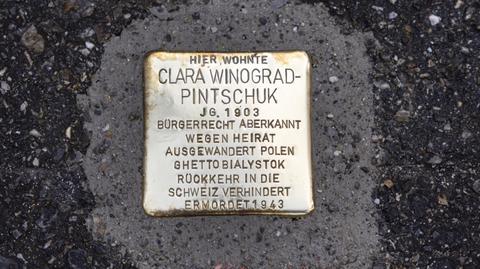 HIER WOHNTE
CLARA WINOGRAD-
PINTSCHUK
JG. 1903
BÜRGERRECHT ABERKANNT
WEGEN HEIRAT
AUSGEWANDERT POLEN
GHETTO BIALYSTOK
RÜCKKEHR IN DIE
SCHWEIZ VERHINDERT
ERMORDET 1943